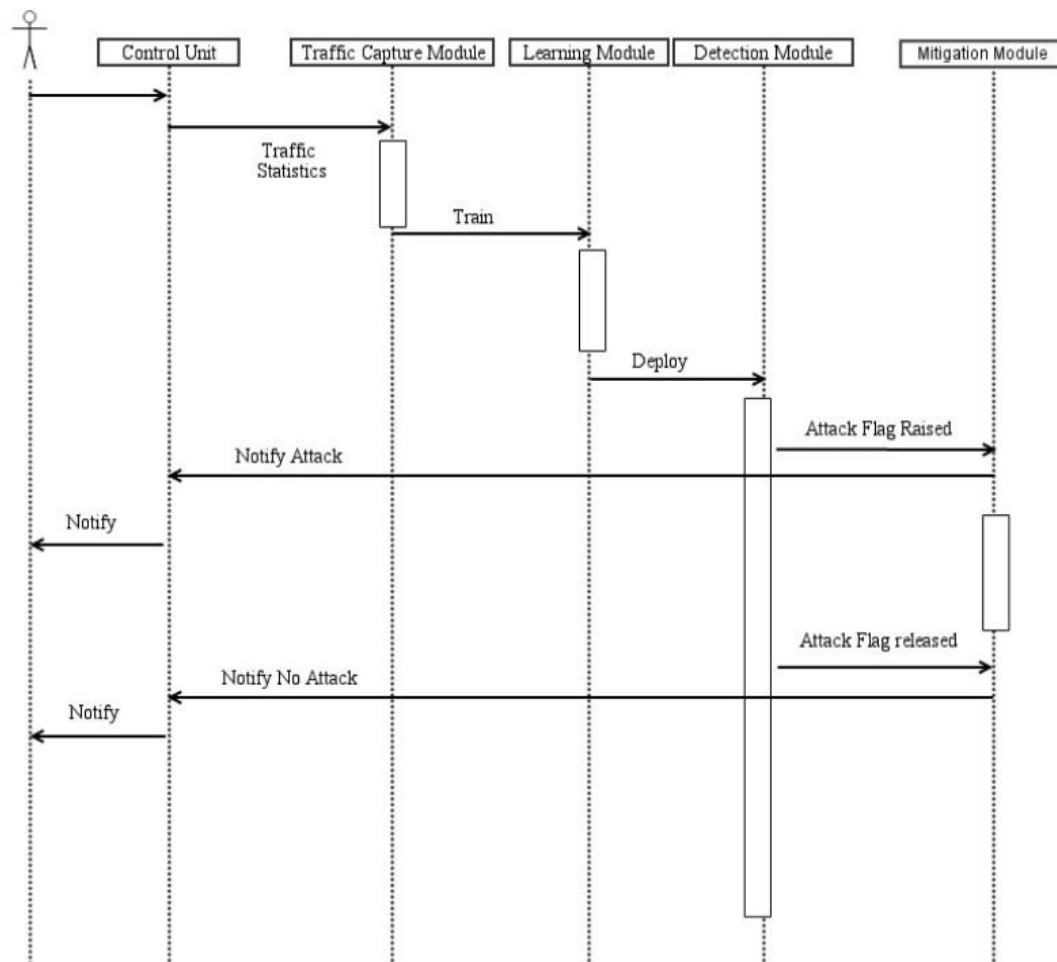 Control Unit
Traffic Capture Module
Learning Module
Detection Module
Mitigation Module
Traffic
Statistics
Train
Deploy
Attack Flag Raised
Notify Attack
Notify
Attack Flag released
Notify No Attack
Notify